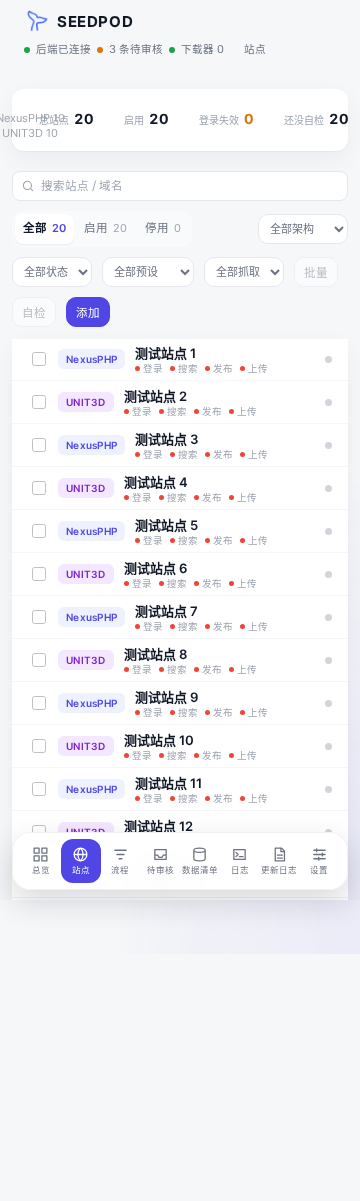 SEEDPOD
后端已连接 3 条待审核 下载器 0 站点
NexusPHP 10
UNIT3D 10
总站点 20 启用 20 登录失效 0 还没自检 20
搜索站点 / 域名
全部 20 启用 20 停用 0 全部架构
全部状态 全部预设 全部抓取 批量
自检 添加
NexusPHP 测试站点 1
登录 搜索 发布 上传
UNIT3D 测试站点 2
登录 搜索 发布 上传
NexusPHP 测试站点 3
登录 搜索 发布 上传
UNIT3D 测试站点 4
登录 搜索 发布 上传
NexusPHP 测试站点 5
登录 搜索 发布 上传
UNIT3D 测试站点 6
登录 搜索 发布 上传
NexusPHP 测试站点 7
登录 搜索 发布 上传
UNIT3D 测试站点 8
登录 搜索 发布 上传
NexusPHP 测试站点 9
登录 搜索 发布 上传
UNIT3D 测试站点 10
登录 搜索 发布 上传
NexusPHP 测试站点 11
登录 搜索 发布 上传
UNIT3D 测试站点 12
总览 站点 流程 待审核 数据清单 日志 更新日志 设置